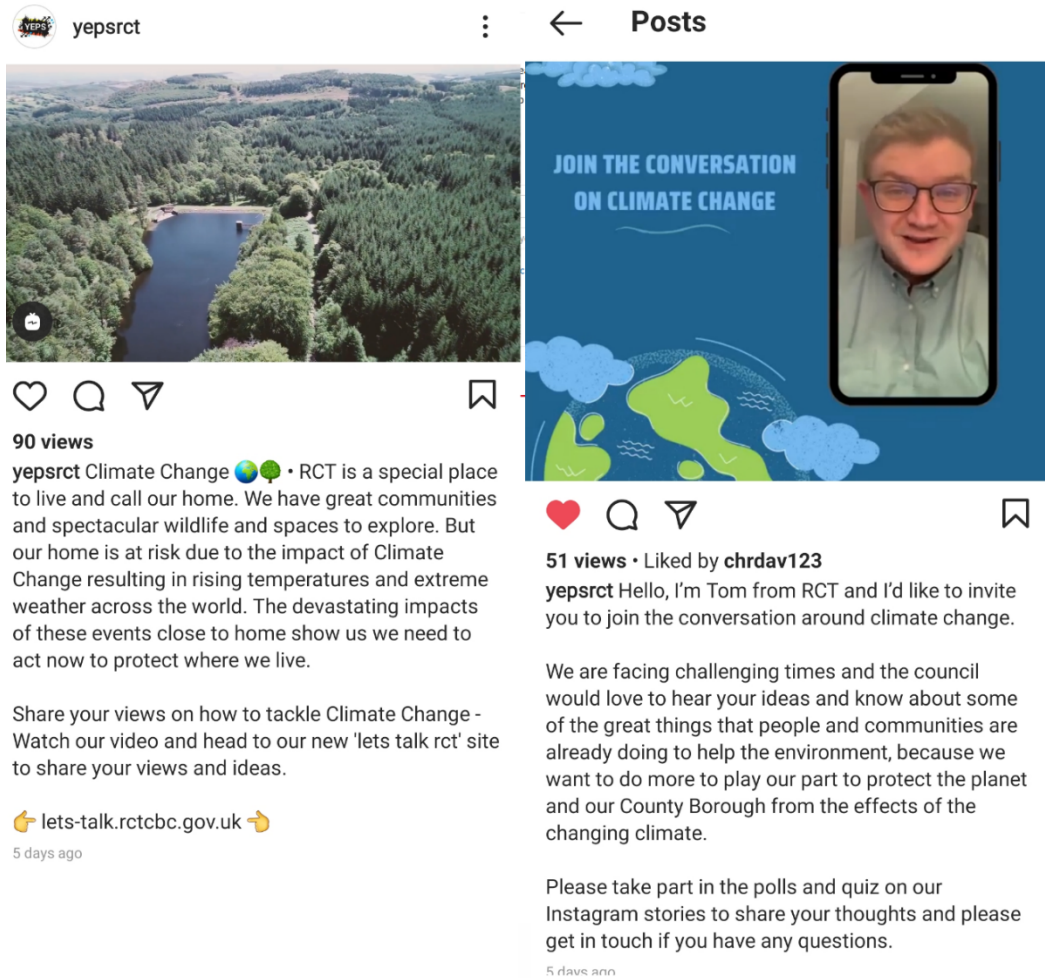 YEPS
yepsrct
90 views
yepsrct Climate Change 🌍🌳 • RCT is a special place
to live and call our home. We have great communities
and spectacular wildlife and spaces to explore. But
our home is at risk due to the impact of Climate
Change resulting in rising temperatures and extreme
weather across the world. The devastating impacts
of these events close to home show us we need to
act now to protect where we live.
Share your views on how to tackle Climate Change -
Watch our video and head to our new 'lets talk rct' site
to share your views and ideas.
👉 lets-talk.rctcbc.gov.uk 👈
5 days ago
Posts
JOIN THE CONVERSATION
ON CLIMATE CHANGE
51 views • Liked by chrdav123
yepsrct Hello, I'm Tom from RCT and I'd like to invite
you to join the conversation around climate change.
We are facing challenging times and the council
would love to hear your ideas and know about some
of the great things that people and communities are
already doing to help the environment, because we
want to do more to play our part to protect the planet
and our County Borough from the effects of the
changing climate.
Please take part in the polls and quiz on our
Instagram stories to share your thoughts and please
get in touch if you have any questions.
5 days ago